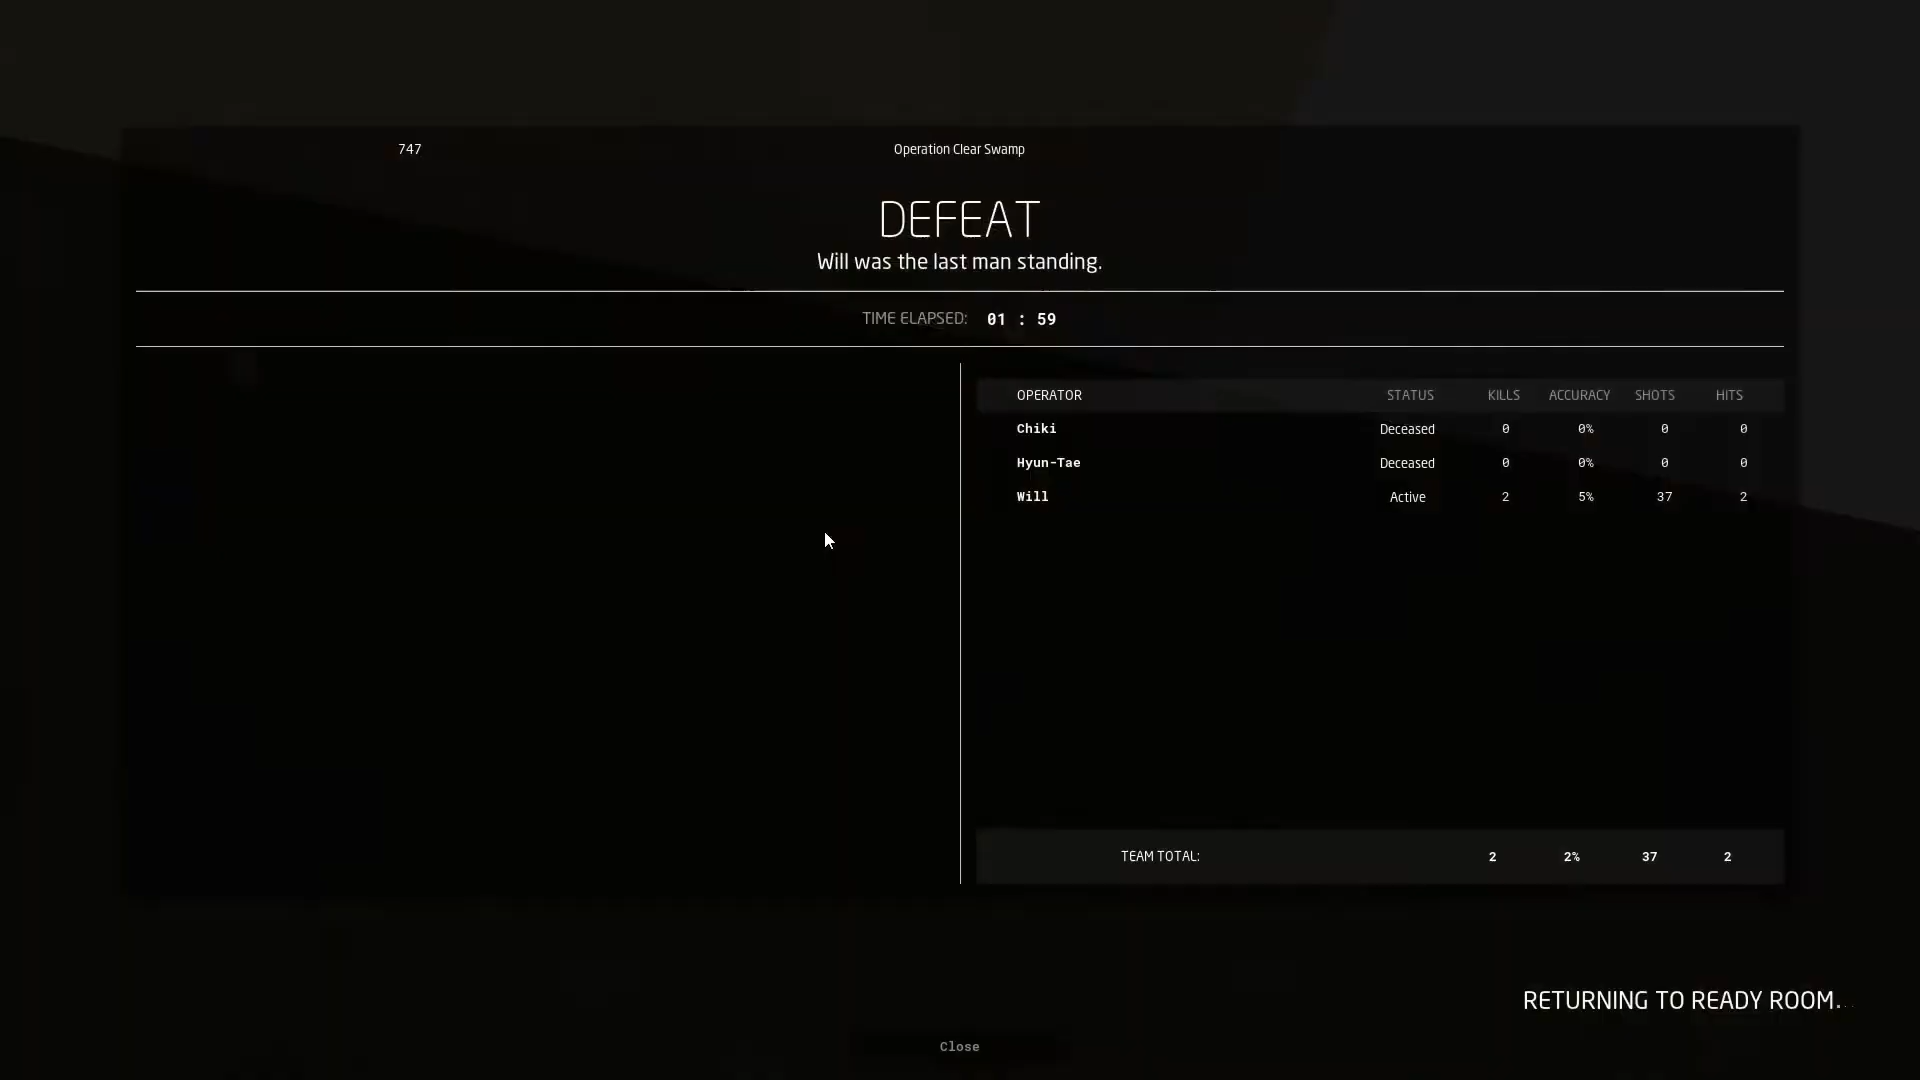 747 Operation Clear Swamp
DEFEAT
Will was the last man standing.
TIME ELAPSED: 01 : 59
OPERATOR STATUS KILLS ACCURACY SHOTS HITS
Chiki Deceased 0 0% 0 0
Hyun-Tae Deceased 0 0% 0 0
Will Active 2 5% 37 2
TEAM TOTAL: 2 2% 37 2
RETURNING TO READY ROOM...
Close